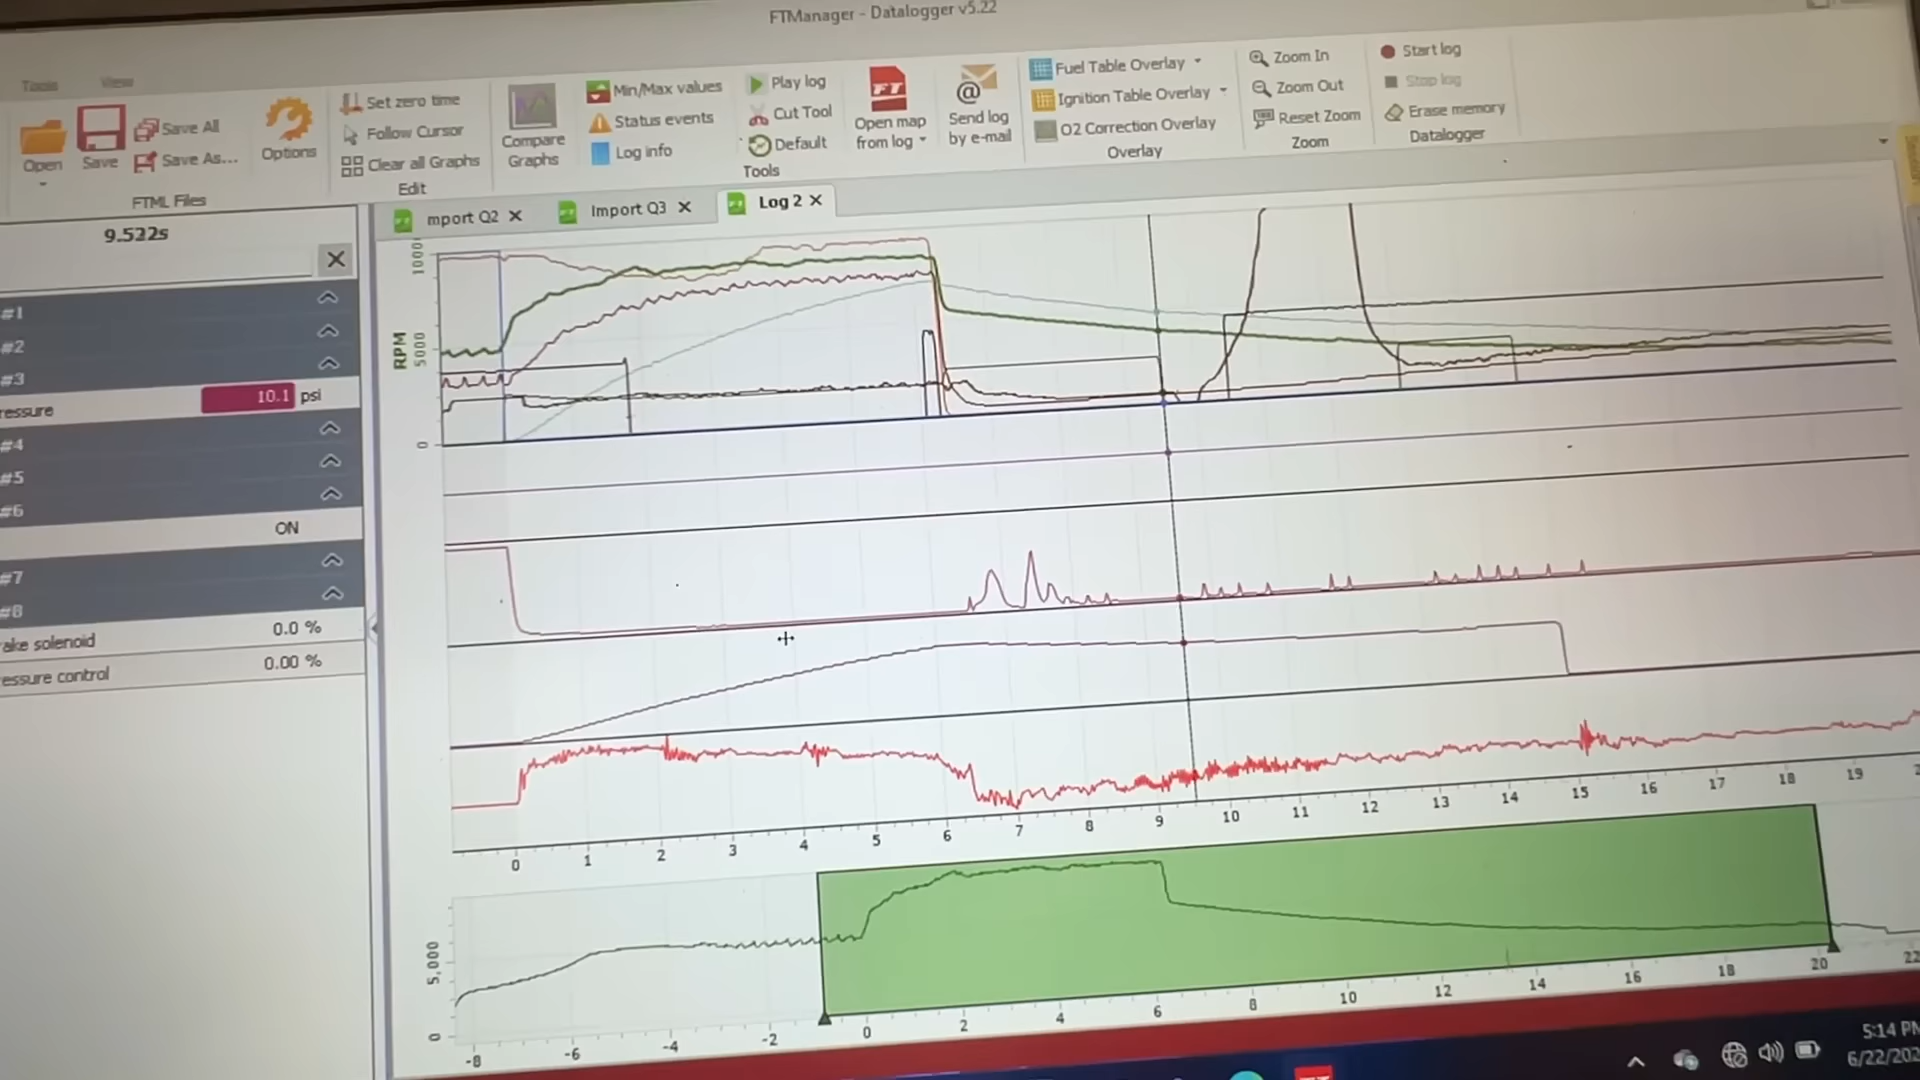 FTManager - Datalogger v5.22
Tools View
Open
Save
Save All
Save As...
FTML Files
Options
Set zero time
Follow Cursor
Clear all Graphs
Edit
Compare
Graphs
Min/Max values
Status events
Log info
Play log
Cut Tool
Default
Tools
Open map
from log
Send log
by e-mail
Fuel Table Overlay
Ignition Table Overlay
O2 Correction Overlay
Overlay
Zoom In
Zoom Out
Reset Zoom
Zoom
Start log
Stop log
Erase memory
Datalogger
mport Q2
Import Q3
Log 2
9.522s
#1
#2
#3
ressure 10.1 psi
#4
#5
#6
ON
#7
#8
ake solenoid 0.0 %
essure control 0.00 %
RPM
5000
0
0 1 2 3 4 5 6 7 8 9 10 11 12 13 14 15 16 17 18 19
5,000
0
-8 -6 -4 -2 0 2 4 6 8 10 12 14 16 18 20 22
5:14 PM
6/22/202